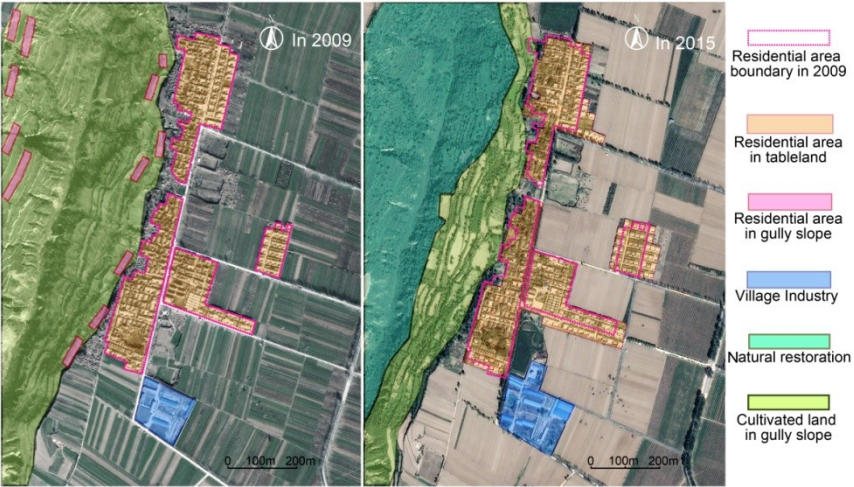 In 2009
0 100m 200m
In 2015
0 100m 200m
Residential area
boundary in 2009
Residential area
in tableland
Residential area
in gully slope
Village Industry
Natural restoration
Cultivated land
in gully slope